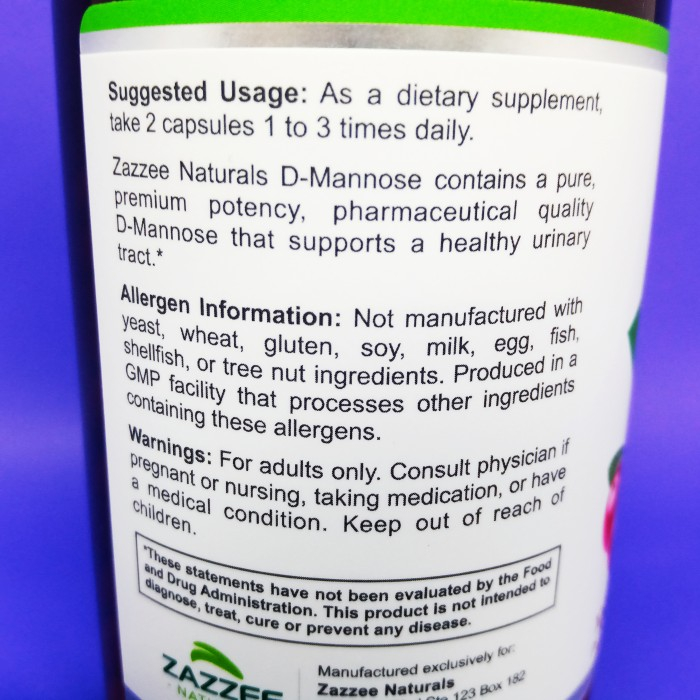 Suggested Usage: As a dietary supplement,
take 2 capsules 1 to 3 times daily.
Zazzee Naturals D-Mannose contains a pure,
premium potency, pharmaceutical quality
D-Mannose that supports a healthy urinary
tract.*
Allergen Information: Not manufactured with
yeast, wheat, gluten, soy, milk, egg, fish,
shellfish, or tree nut ingredients. Produced in a
GMP facility that processes other ingredients
containing these allergens.
Warnings: For adults only. Consult physician if
pregnant or nursing, taking medication, or have
a medical condition. Keep out of reach of
children.
*These statements have not been evaluated by the Food
and Drug Administration. This product is not intended to
diagnose, treat, cure or prevent any disease.
ZAZZEE
Manufactured exclusively for:
Zazzee Naturals
Ste 123 Box 182